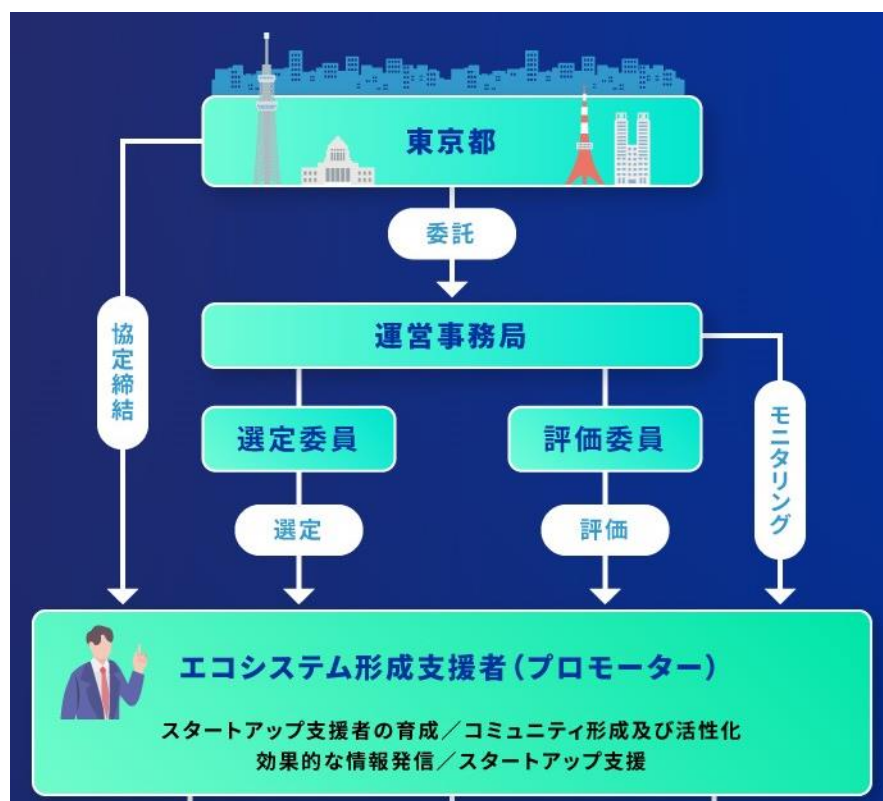 東京都
委託
運営事務局
協定締結
選定委員
評価委員
モニタリング
選定
評価
エコシステム形成支援者(プロモーター)
スタートアップ支援者の育成/コミュニティ形成及び活性化
効果的な情報発信/スタートアップ支援